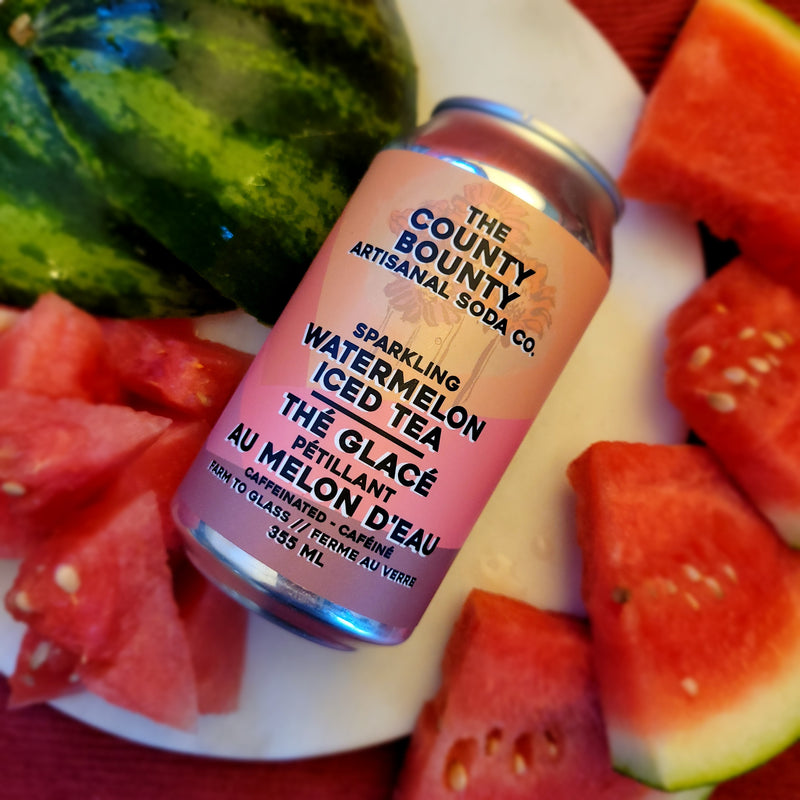 THE
COUNTY
BOUNTY
ARTISANAL SODA CO.
SPARKLING
WATERMELON
ICED TEA
THÉ GLACÉ
PÉTILLANT
AU MELON D'EAU
CAFFEINATED - CAFÉINÉ
FARM TO GLASS // FERME AU VERRE
355 ML